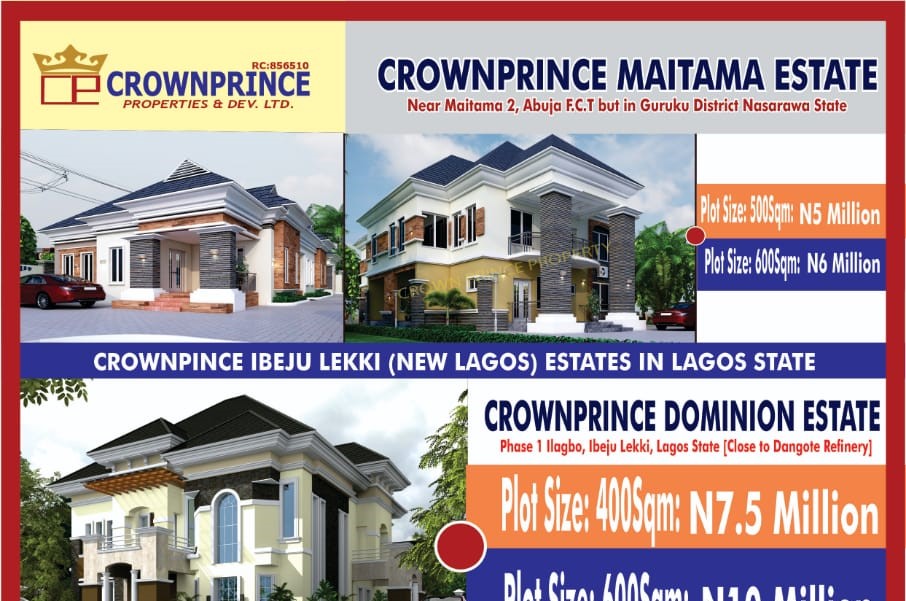 RC:856510
CP CROWNPRINCE
PROPERTIES & DEV. LTD.
CROWNPRINCE MAITAMA ESTATE
Near Maitama 2, Abuja F.C.T but in Guruku District Nasarawa State
Plot Size: 500Sqm: N5 Million
Plot Size: 600Sqm: N6 Million
CROWNPINCE IBEJU LEKKI (NEW LAGOS) ESTATES IN LAGOS STATE
CROWNPRINCE DOMINION ESTATE
Phase 1 Ilagbo, Ibeju Lekki, Lagos State [Close to Dangote Refinery]
Plot Size: 400Sqm: N7.5 Million
Plot Size: 600Sqm: N10 Million